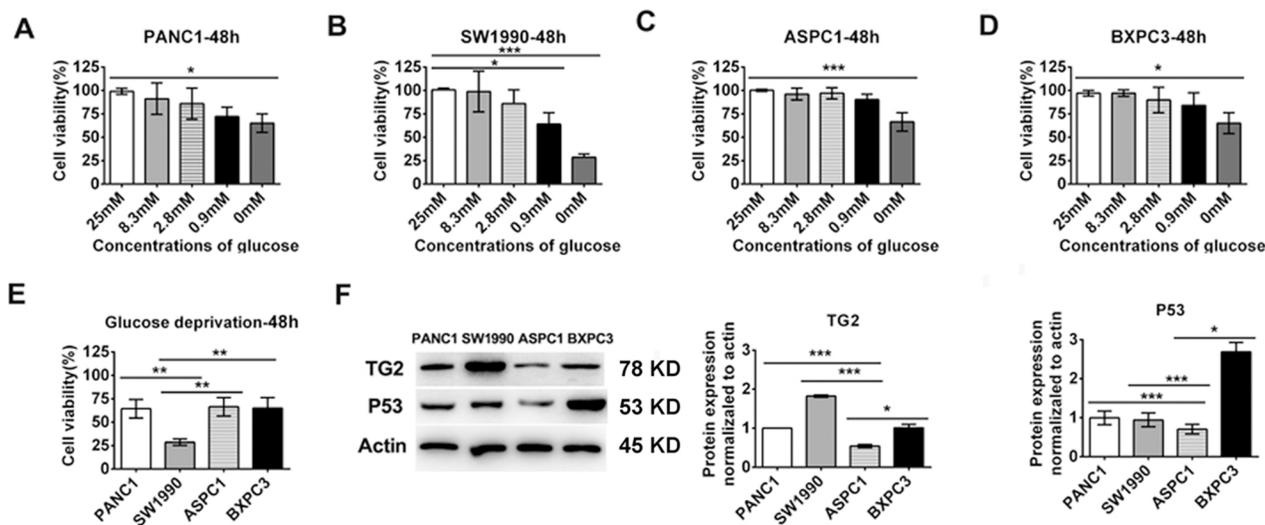 A
PANC1-48h
*
Cell viability(%)
125
100
75
50
25
0
25mM
8.3mM
2.8mM
0.9mM
0mM
Concentrations of glucose
B
SW1990-48h
***
*
Cell viability(%)
125
100
75
50
25
0
25mM
8.3mM
2.8mM
0.9mM
0mM
Concentrations of glucose
C
ASPC1-48h
***
Cell viability(%)
125
100
75
50
25
0
25mM
8.3mM
2.8mM
0.9mM
0mM
Concentrations of glucose
D
BXPC3-48h
*
Cell viability(%)
125
100
75
50
25
0
25mM
8.3mM
2.8mM
0.9mM
0mM
Concentrations of glucose
E
Glucose deprivation-48h
**
**
**
Cell viability(%)
125
100
75
50
25
0
PANC1
SW1990
ASPC1
BXPC3
F
PANC1 SW1990 ASPC1 BXPC3
TG2 78 KD
P53 53 KD
Actin 45 KD
TG2
***
***
*
Protein expression
normalizaled to actin
3
2
1
0
PANC1
SW1990
ASPC1
BXPC3
P53
*
***
***
Protein expression
normalizaled to actin
3
2
1
0
PANC1
SW1990
ASPC1
BXPC3